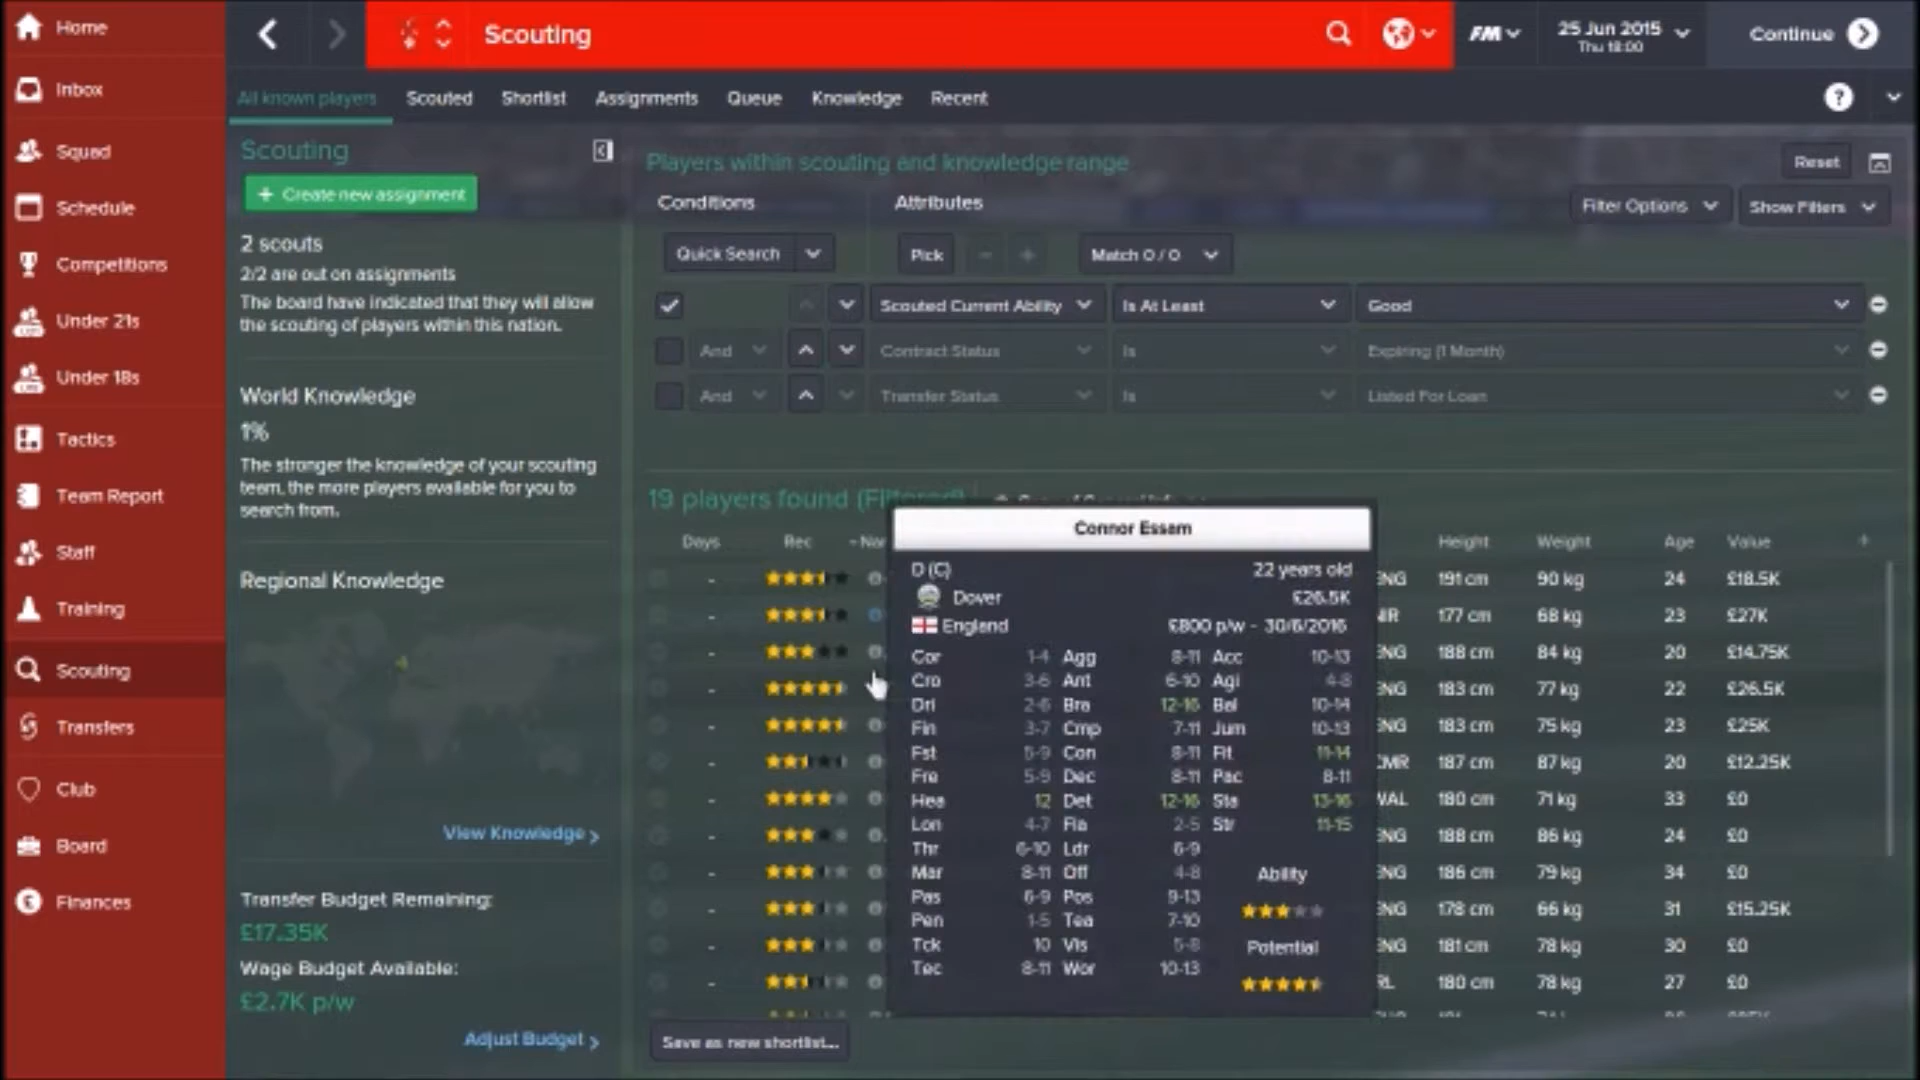 Home
Inbox
Squad
Schedule
Competitions
Under 21s
Under 18s
Tactics
Team Report
Staff
Training
Scouting
Transfers
Club
Board
Finances
Scouting
FM
25 Jun 2015
Thu 18:00
Continue
All known players Scouted Shortlist Assignments Queue Knowledge Recent
?
Scouting
+ Create new assignment
2 scouts
2/2 are out on assignments
The board have indicated that they will allow
the scouting of players within this nation.
World Knowledge
1%
The stronger the knowledge of your scouting
team, the more players available for you to
search from.
Regional Knowledge
View Knowledge >
Transfer Budget Remaining:
£17.35K
Wage Budget Available:
£2.7K p/w
Adjust Budget >
Players within scouting and knowledge range
Reset
Conditions Attributes
Filter Options Show Filters
Quick Search Pick - + Match 0 / 0
Scouted Current Ability Is At Least Good
And Contract Status Is Expiring (1 Month)
And Transfer Status Is Listed For Loan
19 players found
Days Rec Height Weight Age Value +
- ENG 191 cm 90 kg 24 £18.5K
- NIR 177 cm 68 kg 23 £27K
- ENG 188 cm 84 kg 20 £14.75K
- ENG 183 cm 77 kg 22 £26.5K
- ENG 183 cm 75 kg 23 £25K
- CMR 187 cm 87 kg 20 £12.25K
- WAL 180 cm 71 kg 33 £0
- ENG 188 cm 86 kg 24 £0
- ENG 186 cm 79 kg 34 £0
- ENG 178 cm 66 kg 31 £15.25K
- ENG 181 cm 78 kg 30 £0
- RL 180 cm 78 kg 27 £0
Connor Essam
D (C) 22 years old
Dover £26.5K
England £800 p/w - 30/6/2016
Cor 1-4 Agg 8-11 Acc 10-13
Cro 3-6 Ant 6-10 Agi 4-8
Dri 2-6 Bra 12-16 Bal 10-14
Fin 3-7 Cmp 7-11 Jum 10-13
Fst 5-9 Con 8-11 Fit 11-14
Fre 5-9 Dec 8-11 Pac 8-11
Hea 12 Det 12-16 Sta 13-16
Lon 4-7 Fla 2-5 Str 11-15
Thr 6-10 Ldr 6-9
Mar 8-11 Off 4-8
Pas 6-9 Pos 9-13
Pen 1-5 Tea 7-10
Tck 10 Vis 5-8
Tec 8-11 Wor 10-13
Ability
Potential
Save as new shortlist...